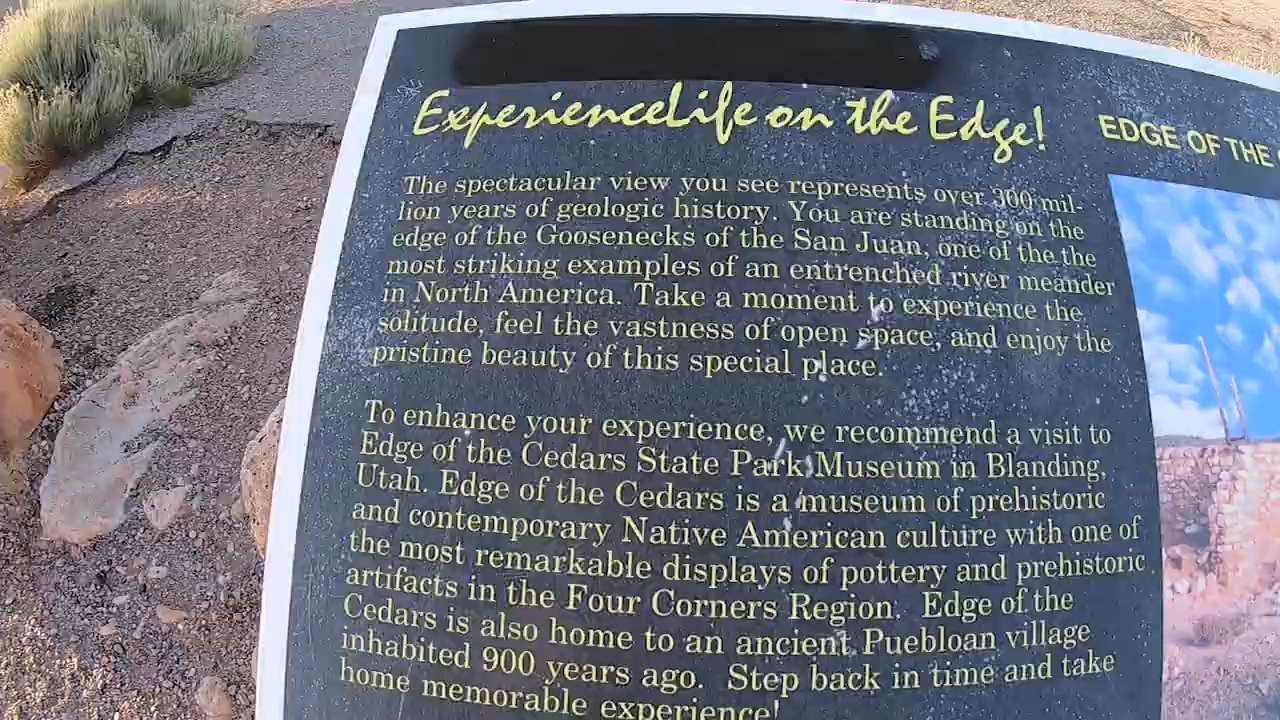 ExperienceLife on the Edge!
The spectacular view you see represents over 300 mil-
lion years of geologic history. You are standing on the
edge of the Goosenecks of the San Juan, one of the the
most striking examples of an entrenched river meander
in North America. Take a moment to experience the
solitude, feel the vastness of open space, and enjoy the
pristine beauty of this special place.
To enhance your experience, we recommend a visit to
Edge of the Cedars State Park Museum in Blanding,
Utah. Edge of the Cedars is a museum of prehistoric
and contemporary Native American culture with one of
the most remarkable displays of pottery and prehistoric
artifacts in the Four Corners Region. Edge of the
Cedars is also home to an ancient Puebloan village
inhabited 900 years ago. Step back in time and take
home memorable experience!
EDGE OF THE